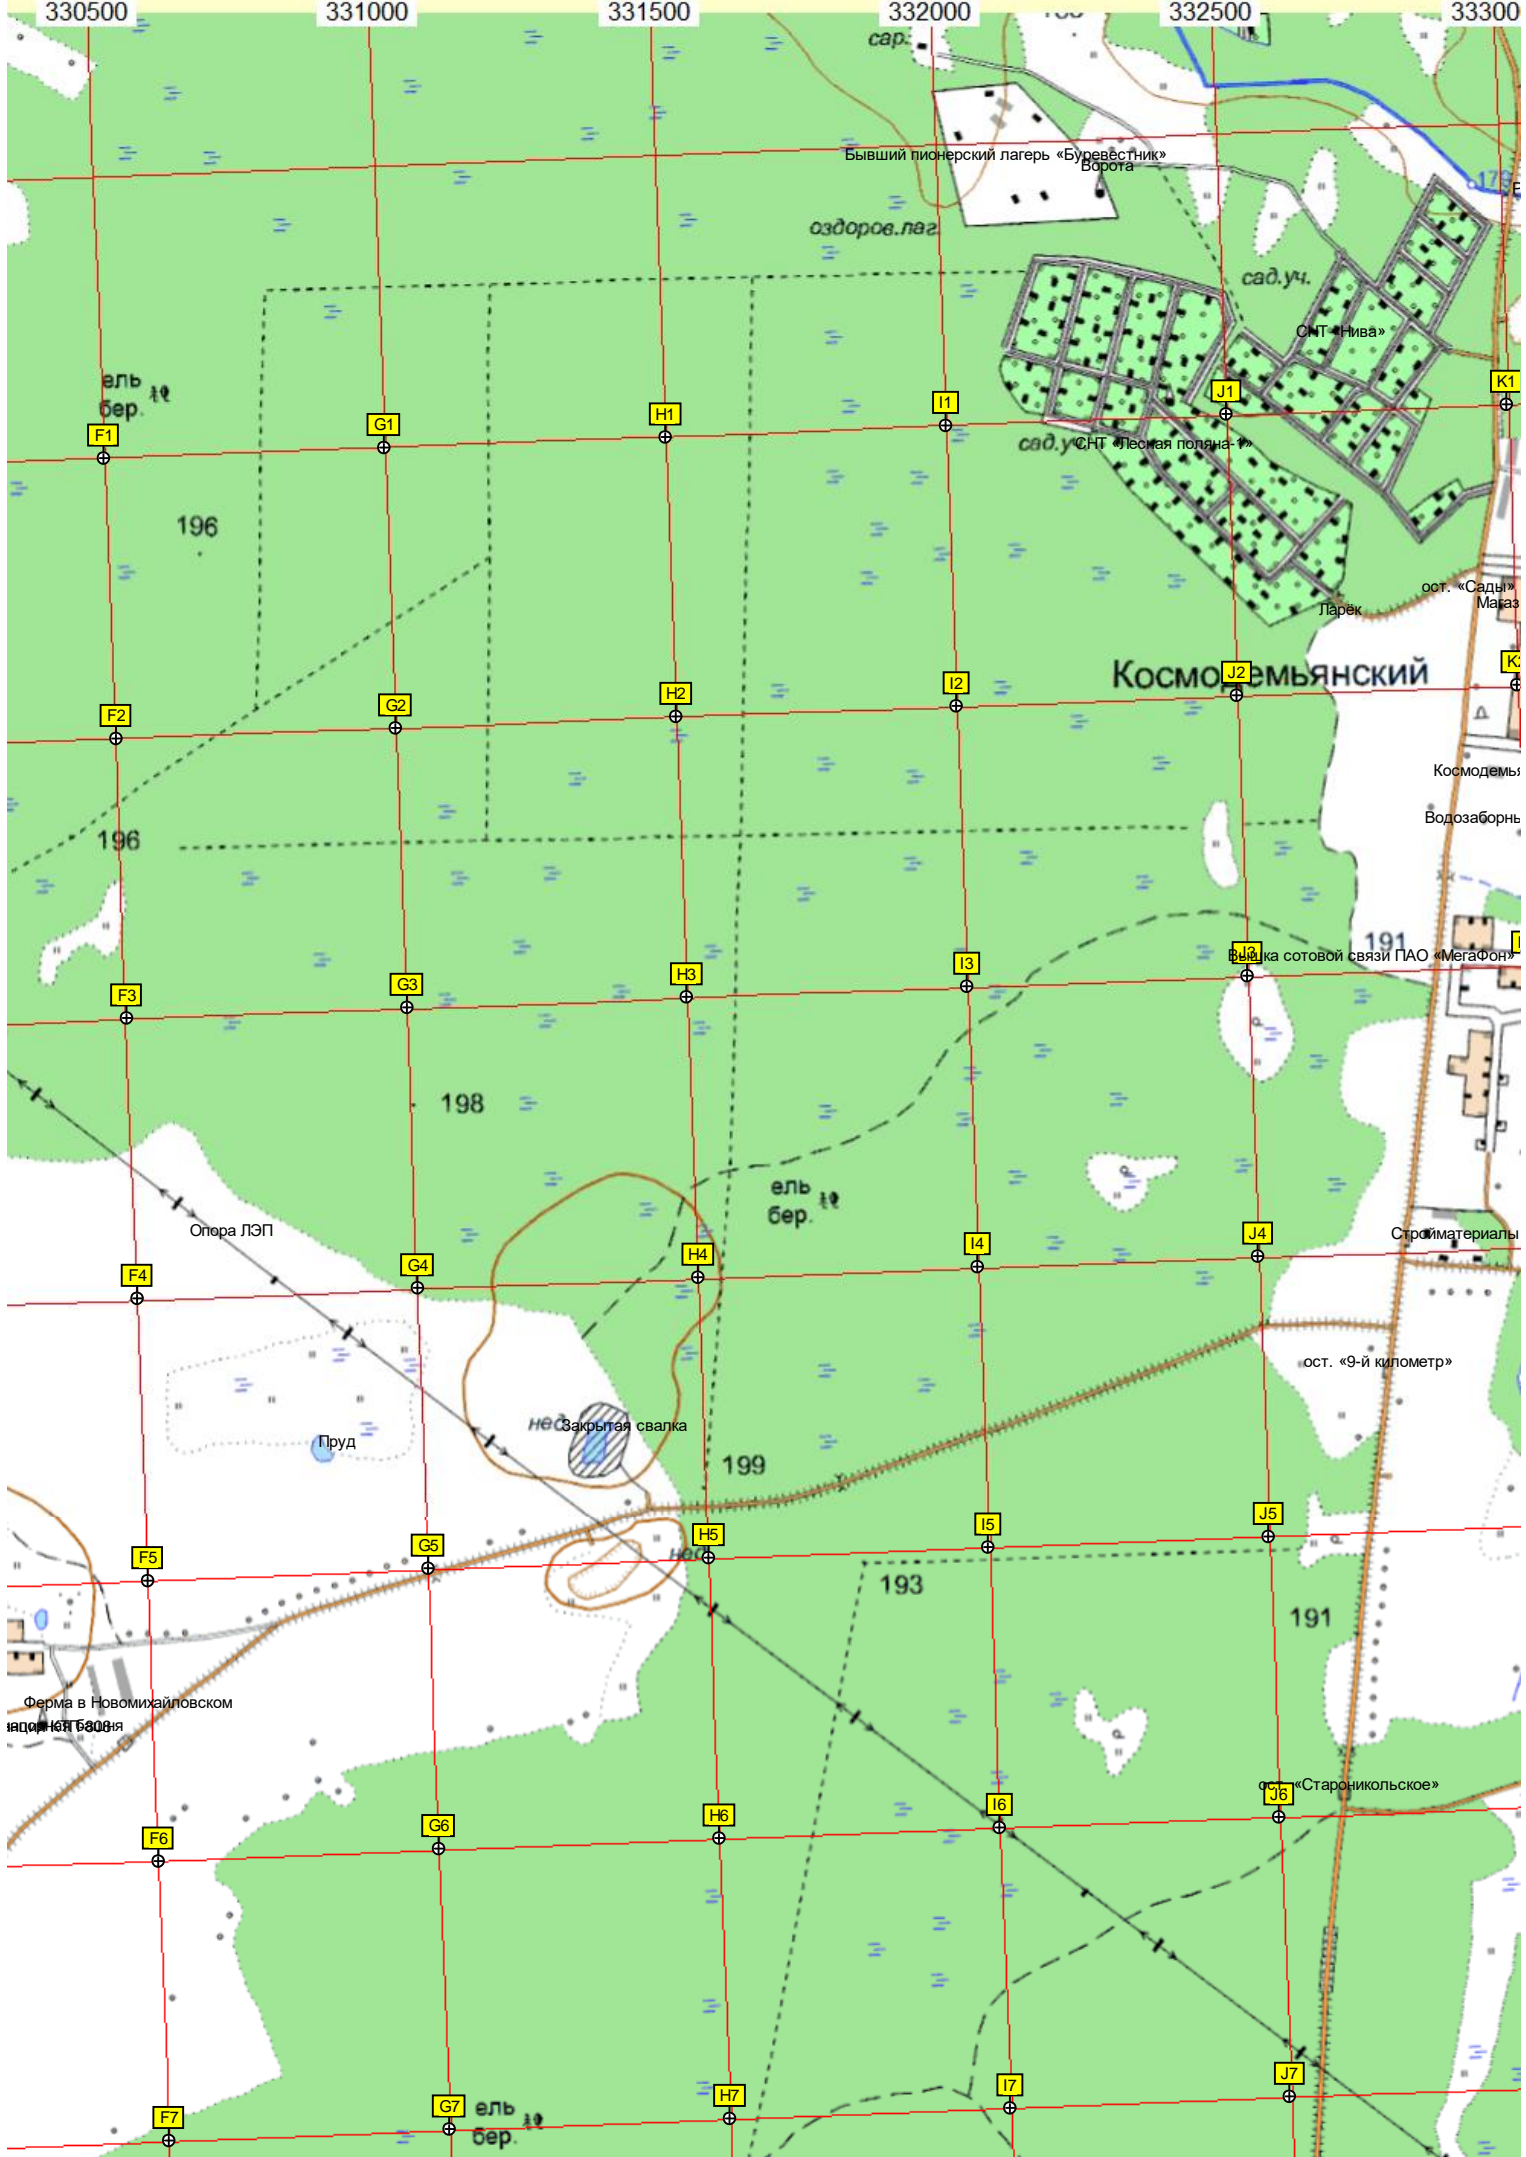 330500 331000 331500 332000 332500 33300
сар.
Бывший пионерский лагерь «Буревестник»
Ворота
оздоров.лаг.
сад.уч.
СНТ «Нива»
ель
бер.
F1 G1 H1 I1 J1 K1
сад.уч.
СНТ «Лесная поляна-1»
196
ост. «Сады»
Магаз
Ларёк
Космодемьянский
F2 G2 H2 I2 J2
Космодемья
Водозаборны
196
191
Вышка сотовой связи ПАО «МегаФон»
F3 G3 H3 I3 J3
198
ель
бер.
Опора ЛЭП
Стройматериалы
F4 G4 H4 I4 J4
ост. «9-й километр»
Закрытая свалка
Пруд
199
F5 G5 H5 I5 J5
193
191
Ферма в Новомихайловском
ост. «Староникольское»
F6 G6 H6 I6 J6
F7 G7 H7 I7 J7
ель
бер.